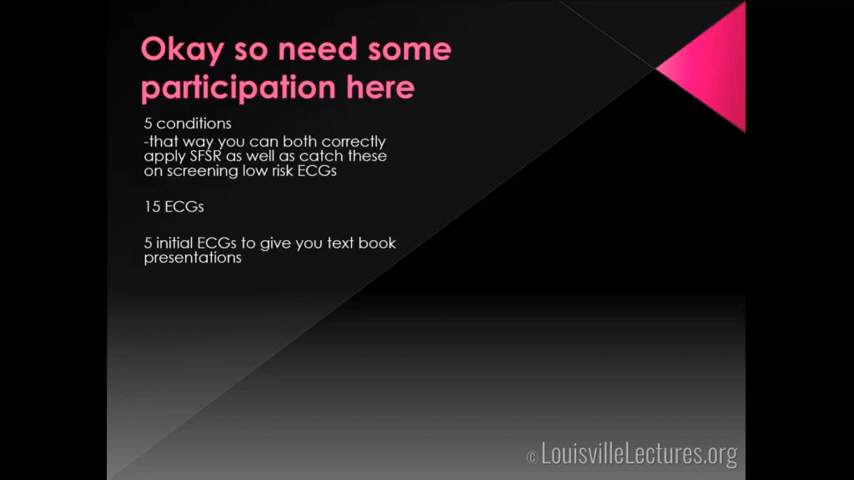 Okay so need some
participation here
5 conditions
-that way you can both correctly
apply SFSR as well as catch these
on screening low risk ECGs
15 ECGs
5 initial ECGs to give you text book
presentations
© LouisvilleLectures.org